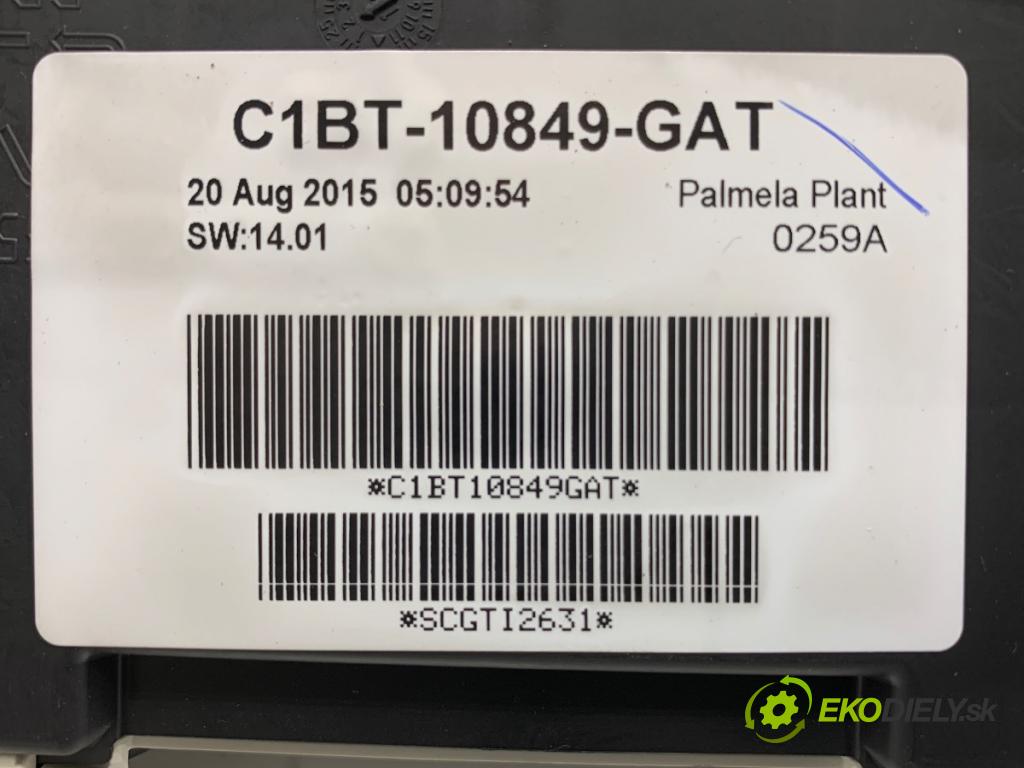 C1BT-10849-GAT
20 Aug 2015 05:09:54 Palmela Plant
SW:14.01 0259A
*C1BT10849GAT*
*SCGTI2631*
EKODIELY.sk